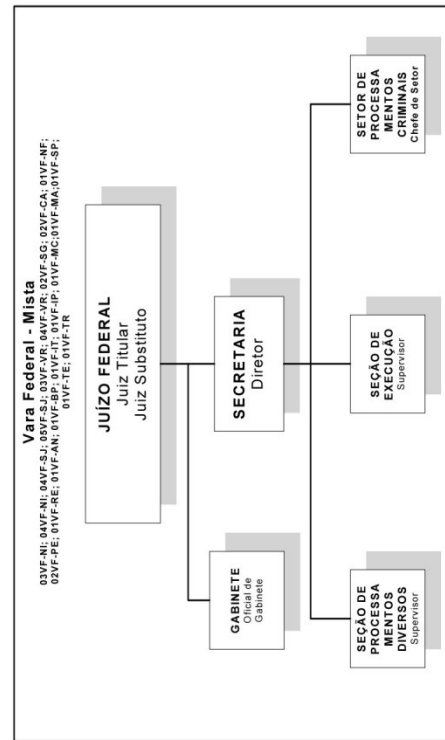 Vara Federal - Mista
03VF-NI; 04VF-NI; 04VF-SJ; 05VF-SJ; 03VF-VR; 04VF-VR; 02VF-SG; 02VF-CA; 01VF-NF;
02VF-PE; 01VF-RE; 01VF-AN; 01VF-BP; 01VF-IT; 01VF-IP; 01VF-MC;01VF-MA;01VF-SP;
01VF-TE; 01VF-TR
JUÍZO FEDERAL
Juiz Titular
Juiz Substituto
GABINETE
Oficial de
Gabinete
SECRETARIA
Diretor
SEÇÃO DE
PROCESSA
MENTOS
DIVERSOS
Supervisor
SEÇÃO DE
EXECUÇÃO
Supervisor
SETOR DE
PROCESSA
MENTOS
CRIMINAIS
Chefe de Setor